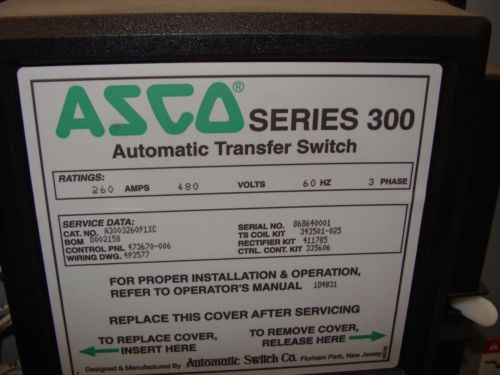 ASCO® SERIES 300
Automatic Transfer Switch
RATINGS:
260 AMPS 480 VOLTS 60 HZ 3 PHASE
SERVICE DATA:
CAT. NO. A300326091XC
BOM D002158
CONTROL PNL 473670-006
WIRING DWG. 493577
SERIAL NO. 868640001
TS COIL KIT 343501-025
RECTIFIER KIT 411785
CTRL. CONT. KIT 335606
FOR PROPER INSTALLATION & OPERATION,
REFER TO OPERATOR'S MANUAL 104831
REPLACE THIS COVER AFTER SERVICING
TO REPLACE COVER,
INSERT HERE
TO REMOVE COVER,
RELEASE HERE
Designed & Manufactured By Automatic Switch Co. Florham Park, New Jersey